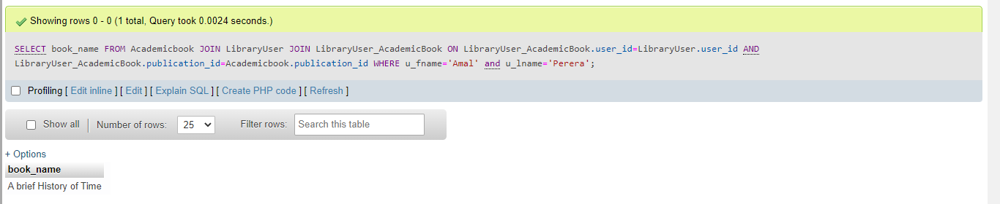 Showing rows 0 - 0 (1 total, Query took 0.0024 seconds.)
SELECT book_name FROM Academicbook JOIN LibraryUser JOIN LibraryUser_AcademicBook ON LibraryUser_AcademicBook.user_id=LibraryUser.user_id AND
LibraryUser_AcademicBook.publication_id=Academicbook.publication_id WHERE u_fname='Amal' and u_lname='Perera';
Profiling [ Edit inline ] [ Edit ] [ Explain SQL ] [ Create PHP code ] [ Refresh ]
Show all | Number of rows: 25 Filter rows: Search this table
+ Options
book_name
A brief History of Time